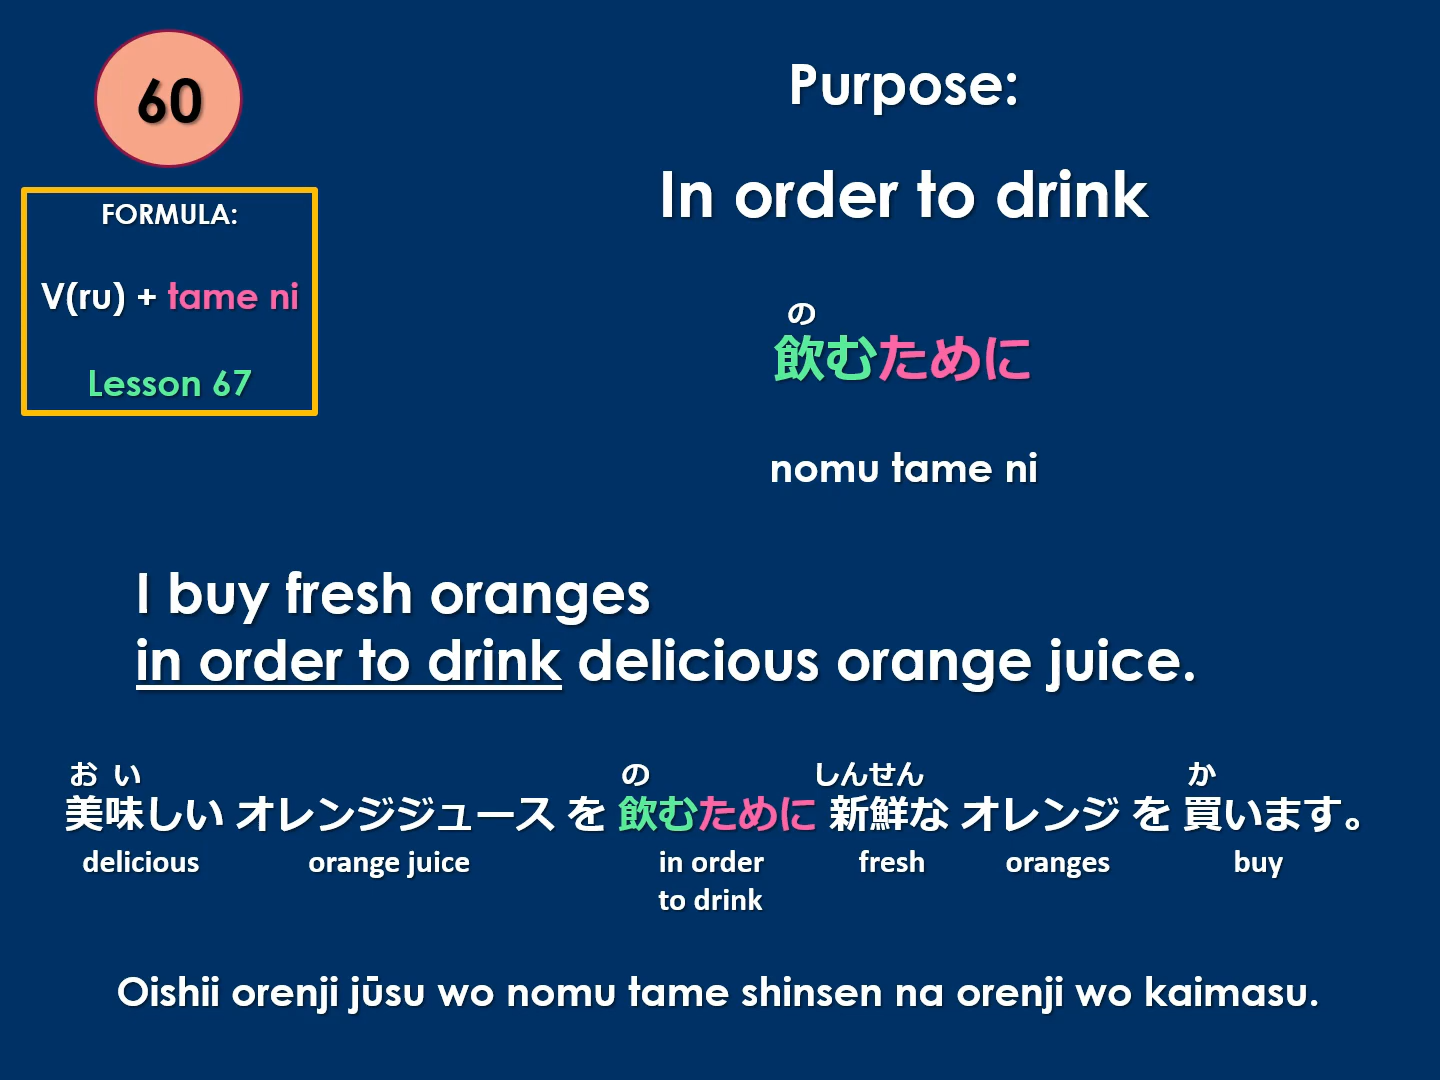 60
FORMULA:
V(ru) + tame ni
Lesson 67
Purpose:
In order to drink
の
飲むために
nomu tame ni
I buy fresh oranges
in order to drink delicious orange juice.
お い の しんせん か
美味しい オレンジジュース を 飲むために 新鮮な オレンジ を 買います。
delicious orange juice in order fresh oranges buy
to drink
Oishii orenji jūsu wo nomu tame shinsen na orenji wo kaimasu.